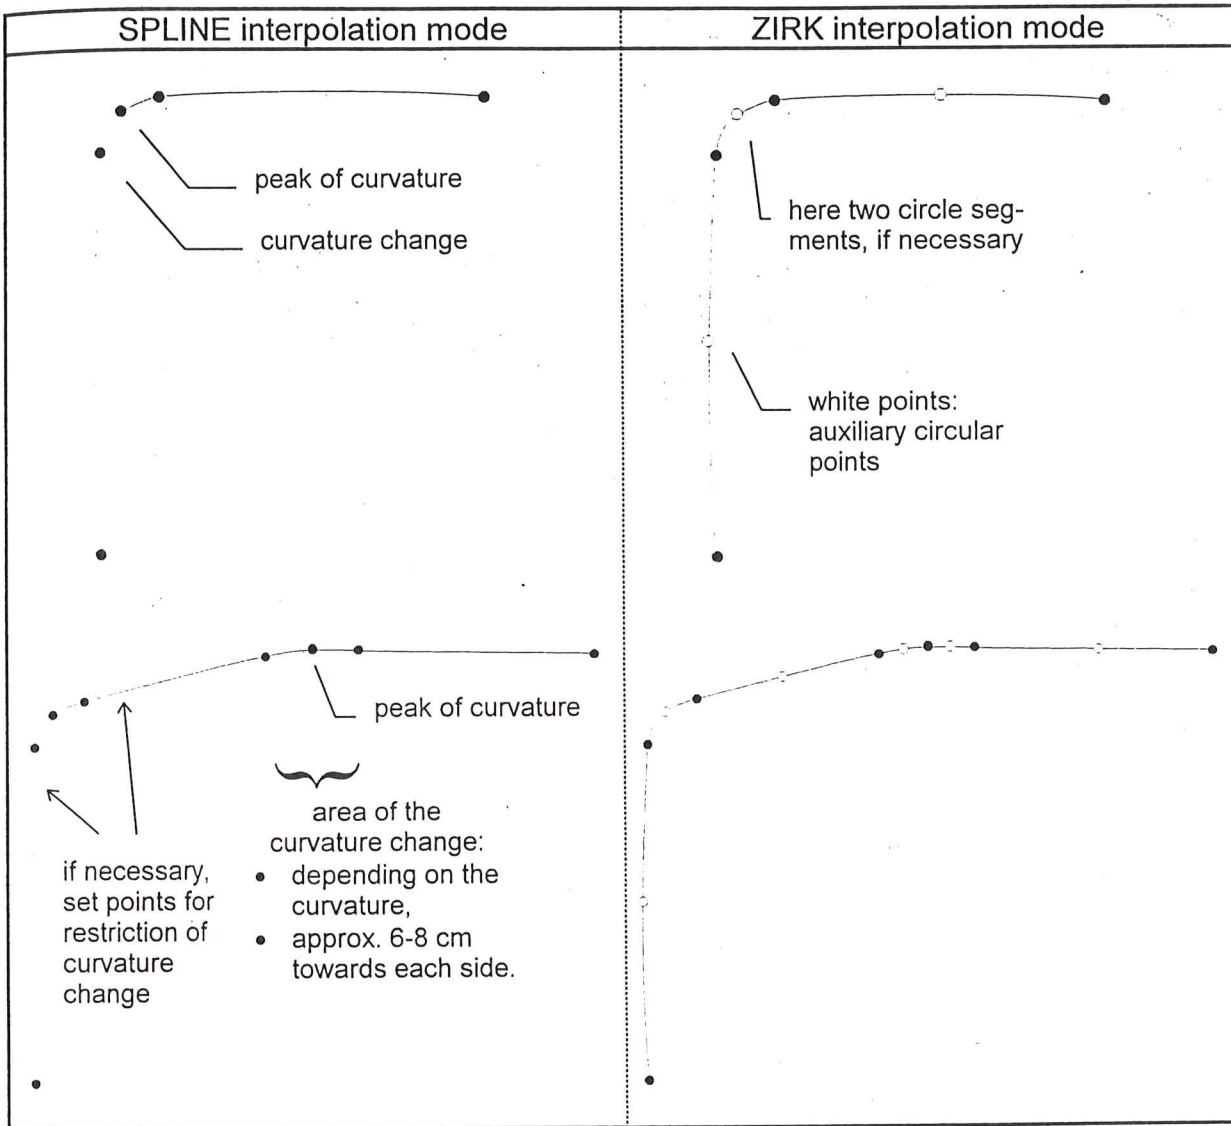 SPLINE interpolation mode
ZIRK interpolation mode
peak of curvature
curvature change
here two circle seg-
ments, if necessary
white points:
auxiliary circular
points
peak of curvature
area of the
curvature change:
• depending on the
curvature,
• approx. 6-8 cm
towards each side.
if necessary,
set points for
restriction of
curvature
change